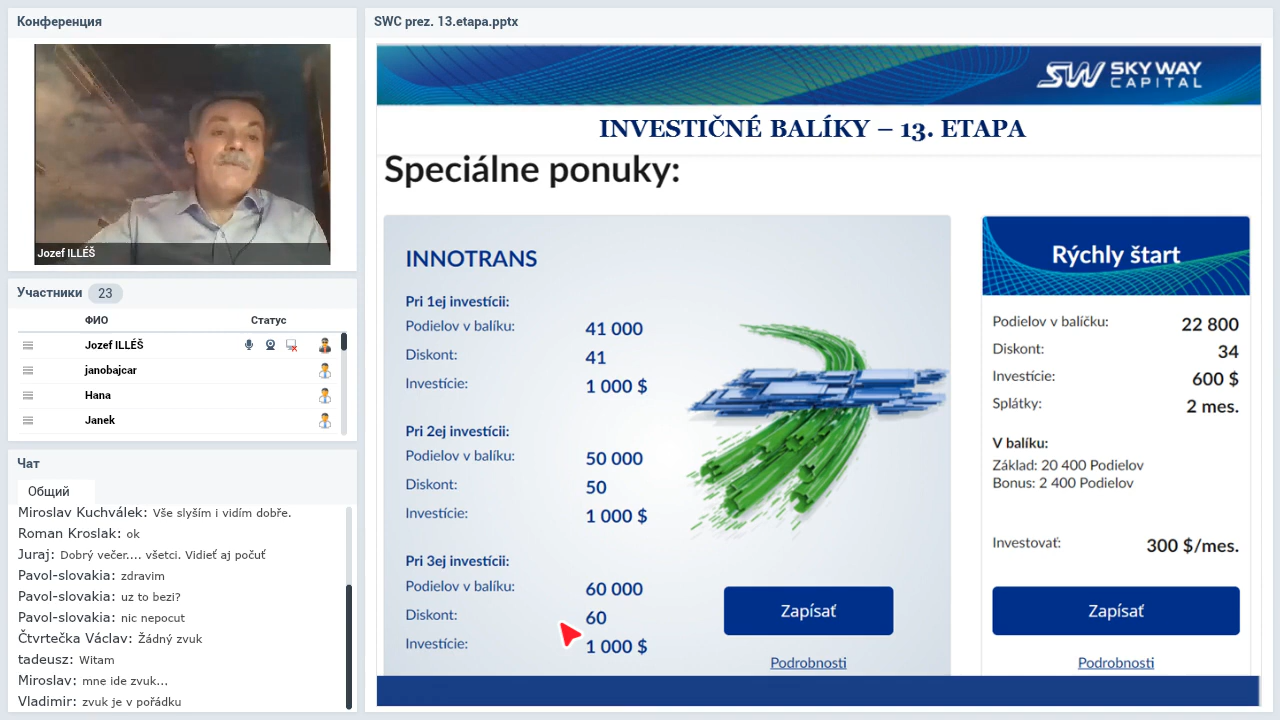 Конференция
Jozef ILLÉŠ
Участники 23
ФИО Статус
Jozef ILLÉŠ
janobajcar
Hana
Janek
Чат
Общий
Miroslav Kuchválek: Vše slyším i vidím dobře.
Roman Kroslak: ok
Juraj: Dobrý večer.... všetci. Vidieť aj počuť
Pavol-slovakia: zdravim
Pavol-slovakia: uz to bezi?
Pavol-slovakia: nic nepocut
Čtvrtečka Václav: Žádný zvuk
tadeusz: Witam
Miroslav: mne ide zvuk...
Vladimir: zvuk je v pořádku
SWC prez. 13.etapa.pptx
SW SKY WAY
CAPITAL
INVESTIČNÉ BALÍKY – 13. ETAPA
Speciálne ponuky:
INNOTRANS
Pri 1ej investícii:
Podielov v balíku: 41 000
Diskont: 41
Investície: 1 000 $
Pri 2ej investícii:
Podielov v balíku: 50 000
Diskont: 50
Investície: 1 000 $
Pri 3ej investícii:
Podielov v balíku: 60 000
Diskont: 60
Investície: 1 000 $
Zapísať
Podrobnosti
Rýchly štart
Podielov v balíčku: 22 800
Diskont: 34
Investície: 600 $
Splátky: 2 mes.
V balíku:
Základ: 20 400 Podielov
Bonus: 2 400 Podielov
Investovať: 300 $/mes.
Zapísať
Podrobnosti